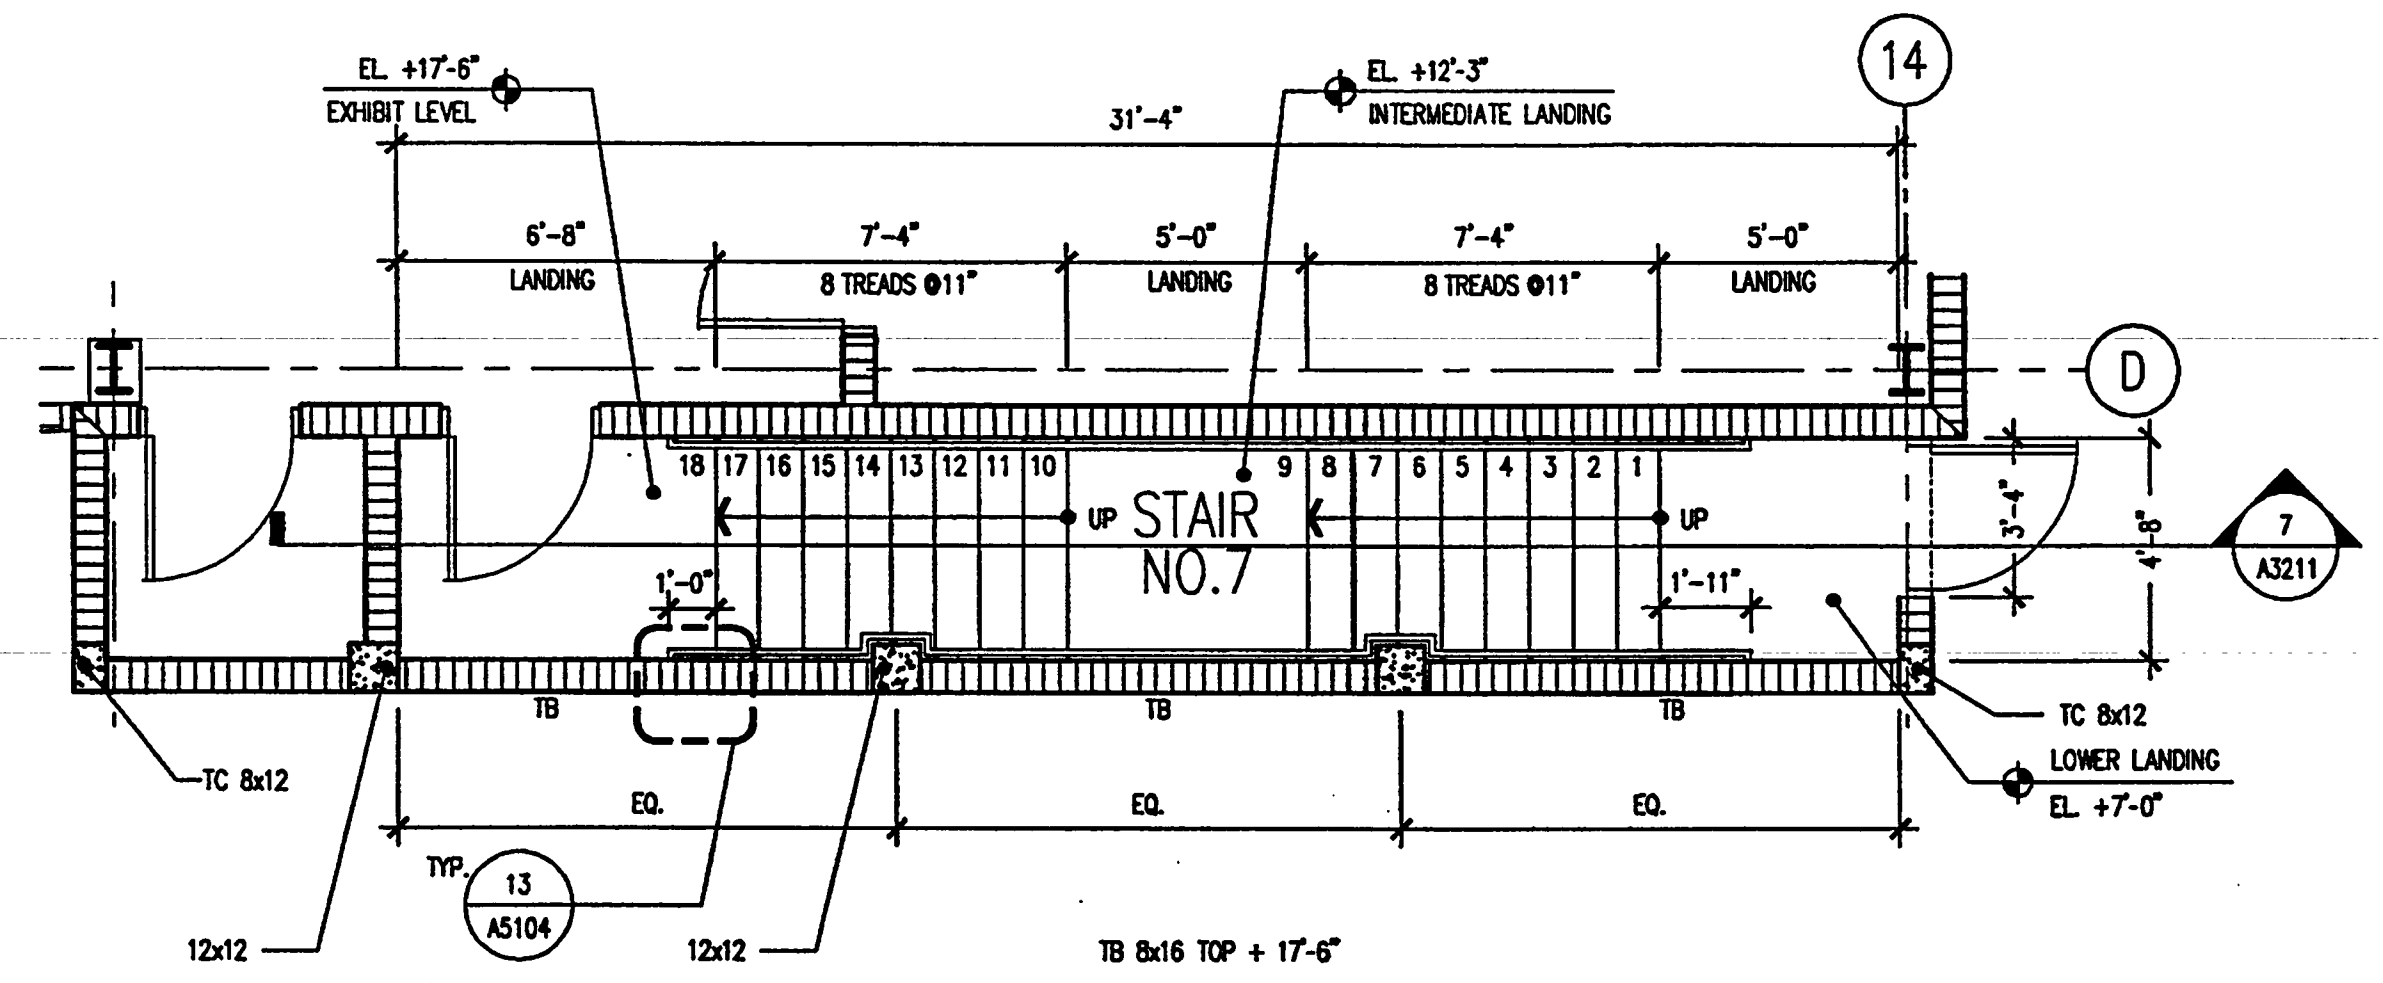 14
EL. +17'-6"
EXHIBIT LEVEL
EL. +12'-3"
INTERMEDIATE LANDING
31'-4"
6'-8"
LANDING
7'-4"
8 TREADS @11"
5'-0"
LANDING
7'-4"
8 TREADS @11"
5'-0"
LANDING
D
18 17 16 15 14 13 12 11 10 9 8 7 6 5 4 3 2 1
UP
STAIR
NO.7
UP
3'-4"
4'-8"
7
A3211
1'-0"
1'-11"
TB
TB
TB
TC 8x12
TC 8x12
LOWER LANDING
EL. +7'-0"
EQ.
EQ.
EQ.
TYP.
13
A5104
12x12
12x12
TB 8x16 TOP + 17'-6"